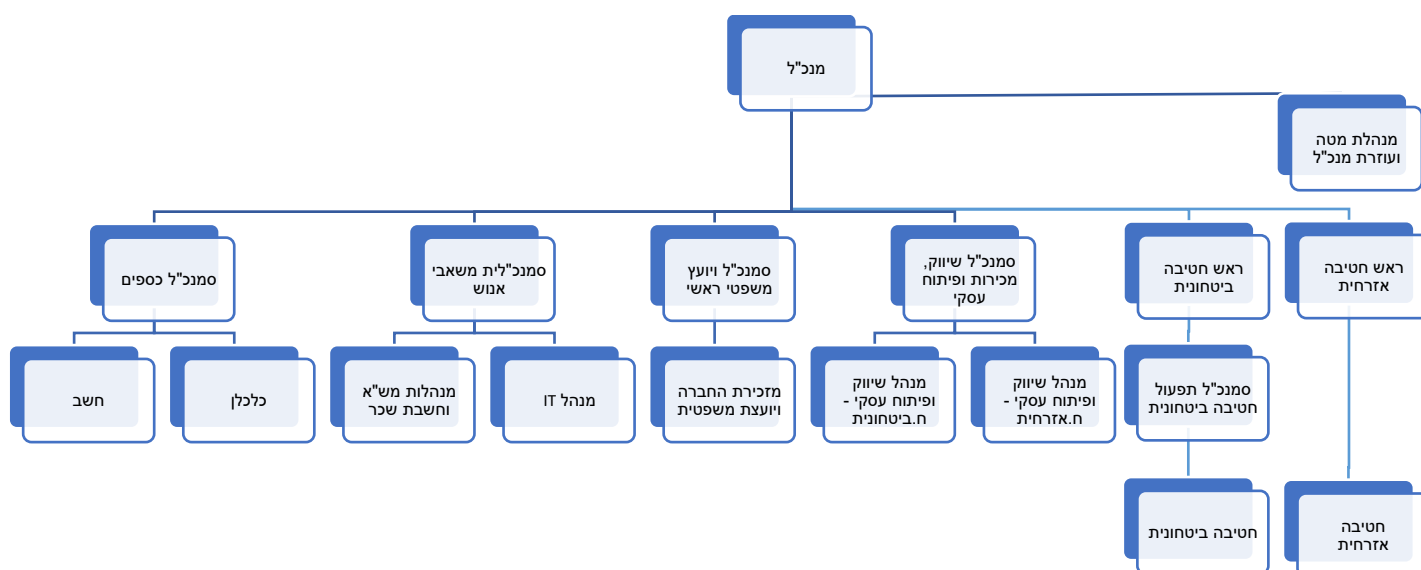 מנכ"ל
מנהלת מטה
ועוזרת מנכ"ל
ראש חטיבה
אזרחית
ראש חטיבה
ביטחונית
סמנכ"ל שיווק,
מכירות ופיתוח
עסקי
סמנכ"ל ויועץ
משפטי ראשי
סמנכ"לית משאבי
אנוש
סמנכ"ל כספים
סמנכ"ל תפעול
חטיבה ביטחונית
מנהל שיווק
ופיתוח עסקי -
ח.אזרחית
מנהל שיווק
ופיתוח עסקי -
ח.ביטחונית
מזכירת החברה
ויועצת משפטית
מנהל IT
מנהלות מש"א
וחשבת שכר
כלכלן
חשב
חטיבה
אזרחית
חטיבה ביטחונית